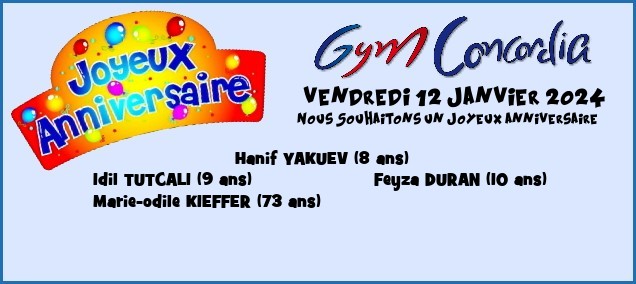 Joyeux
Anniversaire
Gym Concordia
VENDREDI 12 JANVIER 2024
NOUS SOUHAITONS UN JOYEUX ANNIVERSAIRE
Hanif YAKUEV (8 ans)
Idil TUTCALI (9 ans) Feyza DURAN (10 ans)
Marie-odile KIEFFER (73 ans)